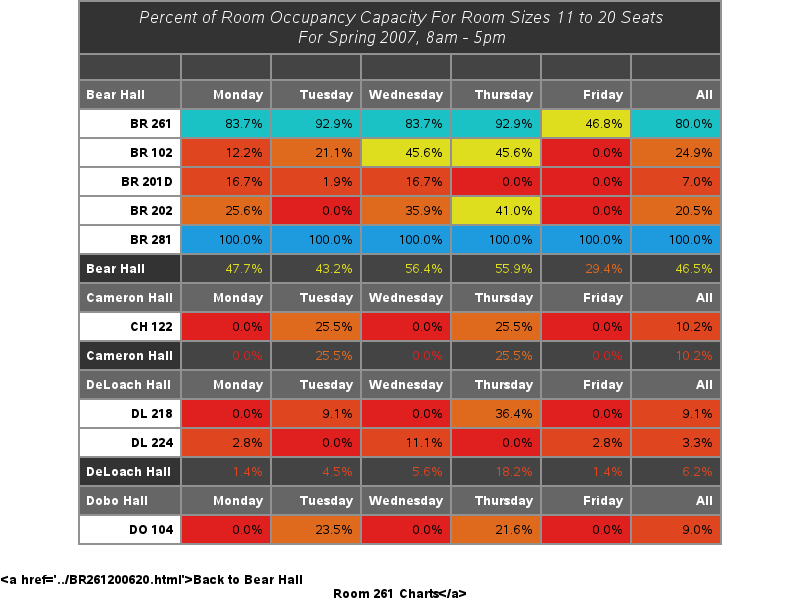 Percent of Room Occupancy Capacity For Room Sizes 11 to 20 Seats
For Spring 2007, 8am - 5pm
Bear Hall Monday Tuesday Wednesday Thursday Friday All
BR 261 83.7% 92.9% 83.7% 92.9% 46.8% 80.0%
BR 102 12.2% 21.1% 45.6% 45.6% 0.0% 24.9%
BR 201D 16.7% 1.9% 16.7% 0.0% 0.0% 7.0%
BR 202 25.6% 0.0% 35.9% 41.0% 0.0% 20.5%
BR 281 100.0% 100.0% 100.0% 100.0% 100.0% 100.0%
Bear Hall 47.7% 43.2% 56.4% 55.9% 29.4% 46.5%
Cameron Hall Monday Tuesday Wednesday Thursday Friday All
CH 122 0.0% 25.5% 0.0% 25.5% 0.0% 10.2%
Cameron Hall 0.0% 25.5% 0.0% 25.5% 0.0% 10.2%
DeLoach Hall Monday Tuesday Wednesday Thursday Friday All
DL 218 0.0% 9.1% 0.0% 36.4% 0.0% 9.1%
DL 224 2.8% 0.0% 11.1% 0.0% 2.8% 3.3%
DeLoach Hall 1.4% 4.5% 5.6% 18.2% 1.4% 6.2%
Dobo Hall Monday Tuesday Wednesday Thursday Friday All
DO 104 0.0% 23.5% 0.0% 21.6% 0.0% 9.0%
<a href='../BR261200620.html'>Back to Bear Hall
Room 261 Charts</a>